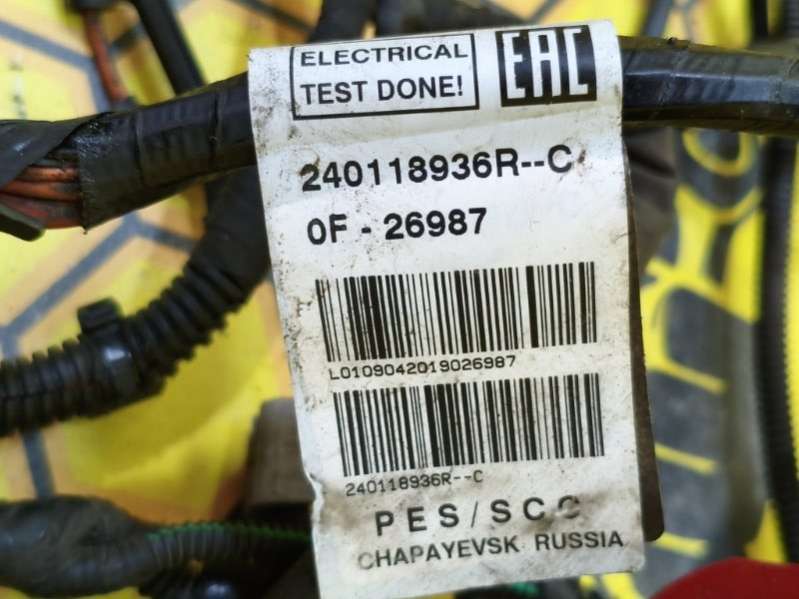 ELECTRICAL
TEST DONE!
EAC
240118936R--C
0F - 26987
L0109042019026987
240118936R--C
PES/SCC
CHAPAYEVSK RUSSIA